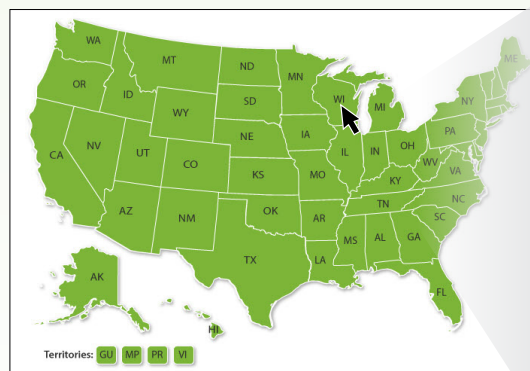 WA
MT
ND
MN
ME
OR
ID
SD
WI
MI
NY
WY
NE
IA
PA
NV
UT
CO
IL
IN
OH
WV
VA
CA
KS
MO
KY
NC
AZ
NM
OK
AR
TN
SC
MS
AL
GA
TX
LA
AK
HI
FL
Territories: GU MP PR VI